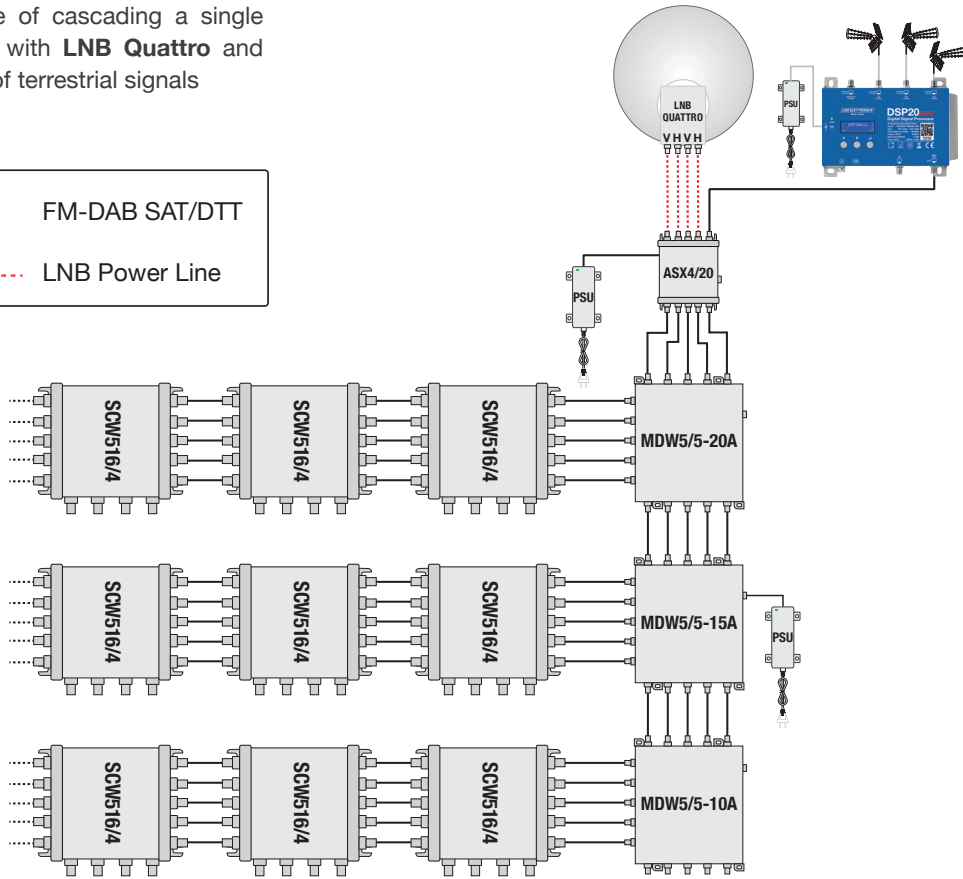 e of cascading a single
with LNB Quattro and
of terrestrial signals
FM-DAB SAT/DTT
LNB Power Line
LNB
QUATTRO
V H V H
PSU
DSP20
Digital Signal Processor
ASX4/20
PSU
SCW516/4
SCW516/4
SCW516/4
MDW5/5-20A
SCW516/4
SCW516/4
SCW516/4
MDW5/5-15A
PSU
SCW516/4
SCW516/4
SCW516/4
MDW5/5-10A